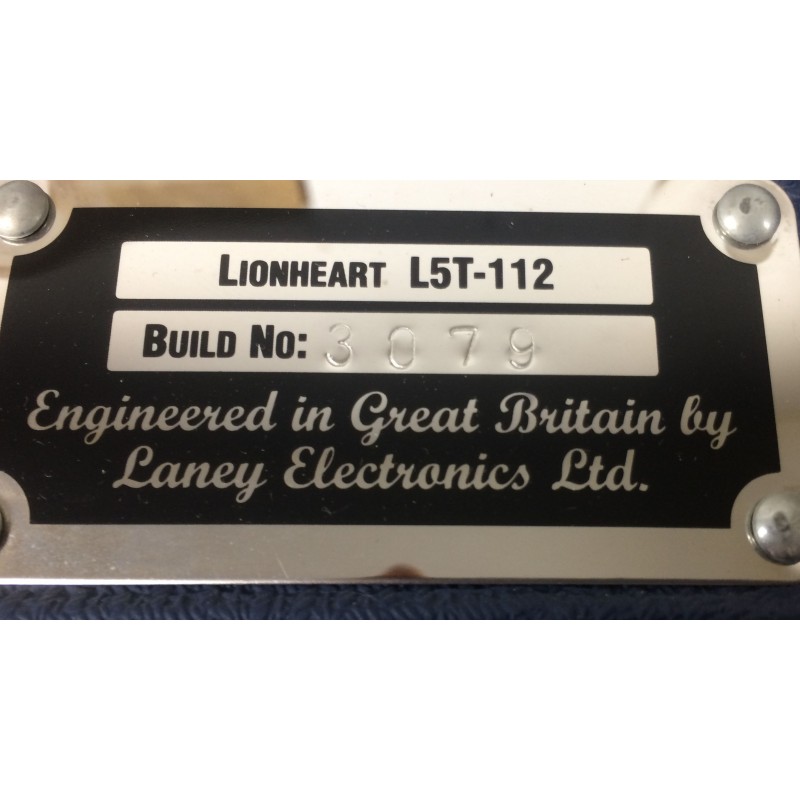 LIONHEART L5T-112
BUILD NO: 3079
Engineered in Great Britain by
Laney Electronics Ltd.